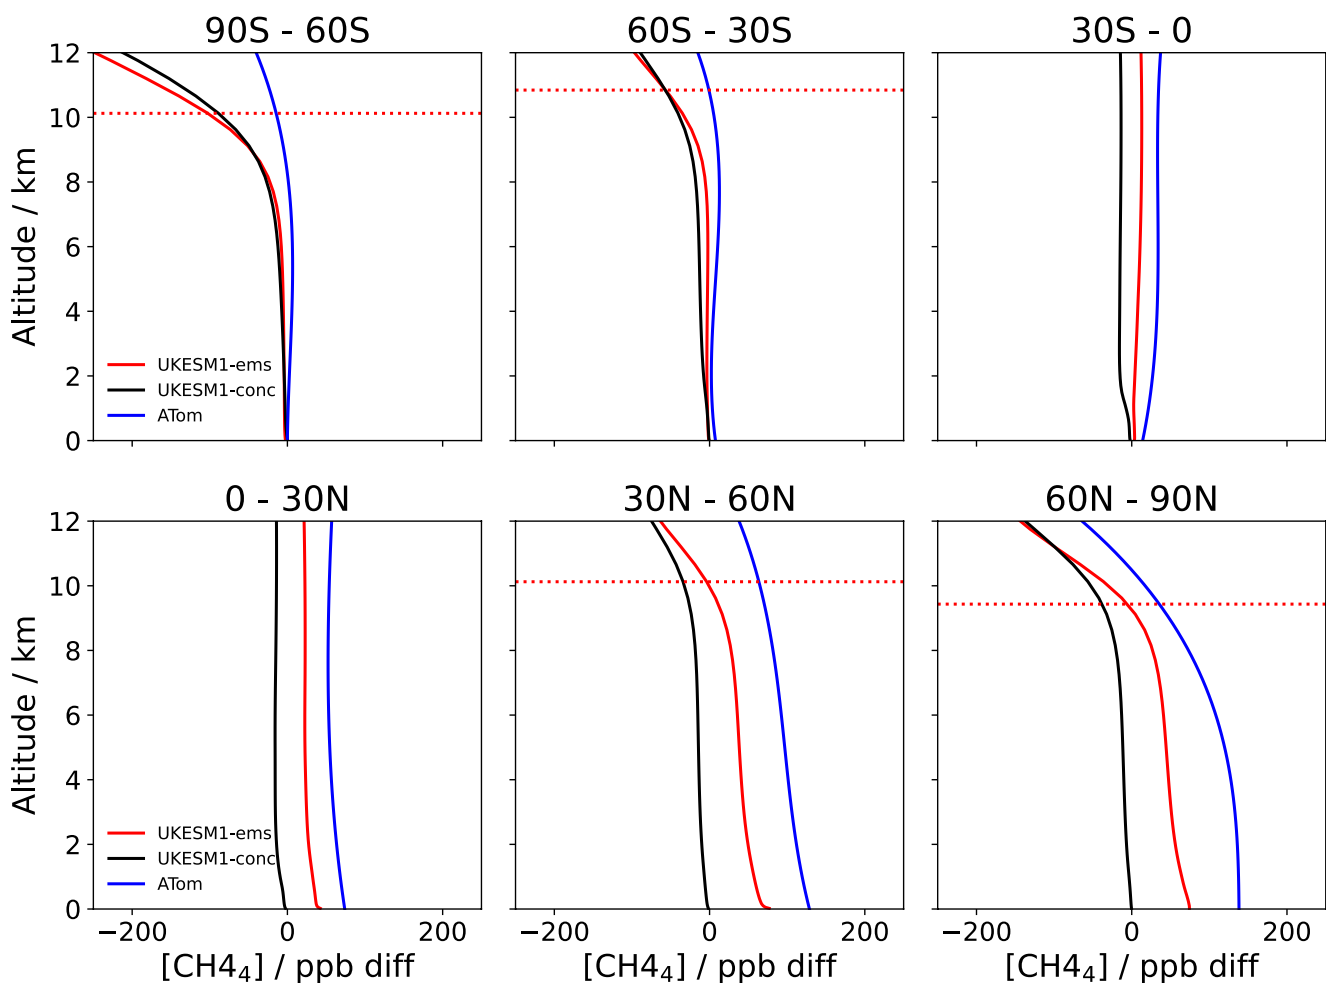 90S - 60S
60S - 30S
30S - 0
12
10
8
6
4
2
0
Altitude / km
UKESM1-ems
UKESM1-conc
ATom
0 - 30N
30N - 60N
60N - 90N
12
10
8
6
4
2
0
Altitude / km
UKESM1-ems
UKESM1-conc
ATom
−200 0 200
−200 0 200
−200 0 200
[CH4₄] / ppb diff
[CH4₄] / ppb diff
[CH4₄] / ppb diff